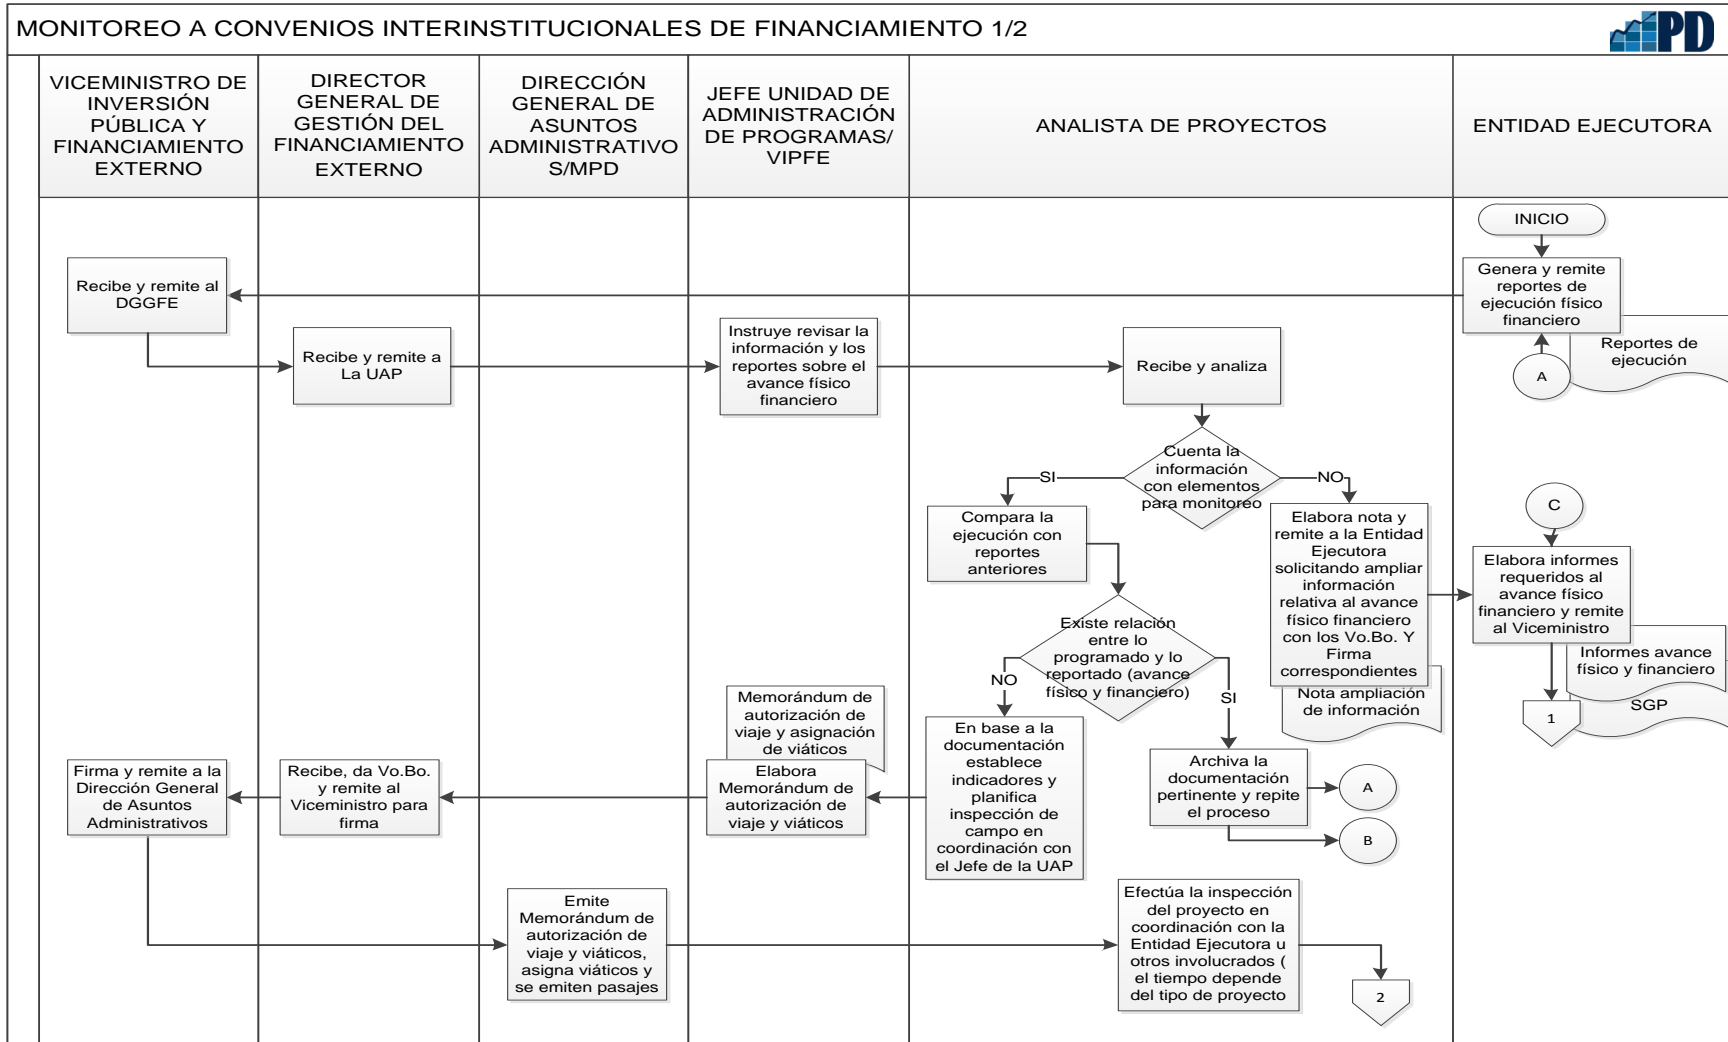 MONITOREO A CONVENIOS INTERINSTITUCIONALES DE FINANCIAMIENTO 1/2
PD
VICEMINISTRO DE
INVERSIÓN
PÚBLICA Y
FINANCIAMIENTO
EXTERNO
DIRECTOR
GENERAL DE
GESTIÓN DEL
FINANCIAMIENTO
EXTERNO
DIRECCIÓN
GENERAL DE
ASUNTOS
ADMINISTRATIVO
S/MPD
JEFE UNIDAD DE
ADMINISTRACIÓN
DE PROGRAMAS/
VIPFE
ANALISTA DE PROYECTOS
ENTIDAD EJECUTORA
INICIO
Genera y remite
reportes de
ejecución físico
financiero
Reportes de
ejecución
A
Recibe y remite al
DGGFE
Recibe y remite a
La UAP
Instruye revisar la
información y los
reportes sobre el
avance físico
financiero
Recibe y analiza
Cuenta la
información
con elementos
para monitoreo
SI
NO
Compara la
ejecución con
reportes
anteriores
Elabora nota y
remite a la Entidad
Ejecutora
solicitando ampliar
información
relativa al avance
físico financiero
con los Vo.Bo. Y
Firma
correspondientes
Nota ampliación
de información
C
Elabora informes
requeridos al
avance físico
financiero y remite
al Viceministro
Informes avance
físico y financiero
SGP
1
Existe relación
entre lo
programado y lo
reportado (avance
físico y financiero)
NO
SI
En base a la
documentación
establece
indicadores y
planifica
inspección de
campo en
coordinación con
el Jefe de la UAP
Archiva la
documentación
pertinente y repite
el proceso
A
B
Memorándum de
autorización de
viaje y asignación
de viáticos
Elabora
Memorándum de
autorización de
viaje y viáticos
Recibe, da Vo.Bo.
y remite al
Viceministro para
firma
Firma y remite a la
Dirección General
de Asuntos
Administrativos
Emite
Memorándum de
autorización de
viaje y viáticos,
asigna viáticos y
se emiten pasajes
Efectúa la inspección
del proyecto en
coordinación con la
Entidad Ejecutora u
otros involucrados (
el tiempo depende
del tipo de proyecto
2